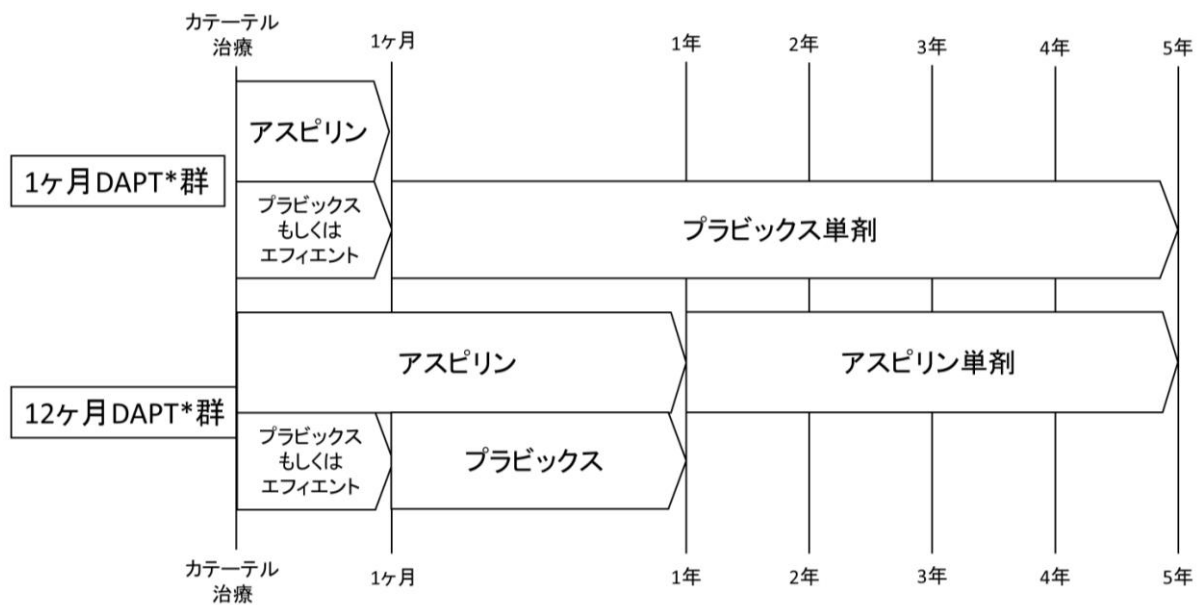 カテーテル
治療
1ヶ月
1年
2年
3年
4年
5年
アスピリン
1ヶ月DAPT*群
プラビックス
もしくは
エフィエント
プラビックス単剤
アスピリン
アスピリン単剤
12ヶ月DAPT*群
プラビックス
もしくは
エフィエント
プラビックス
カテーテル
治療
1ヶ月
1年
2年
3年
4年
5年